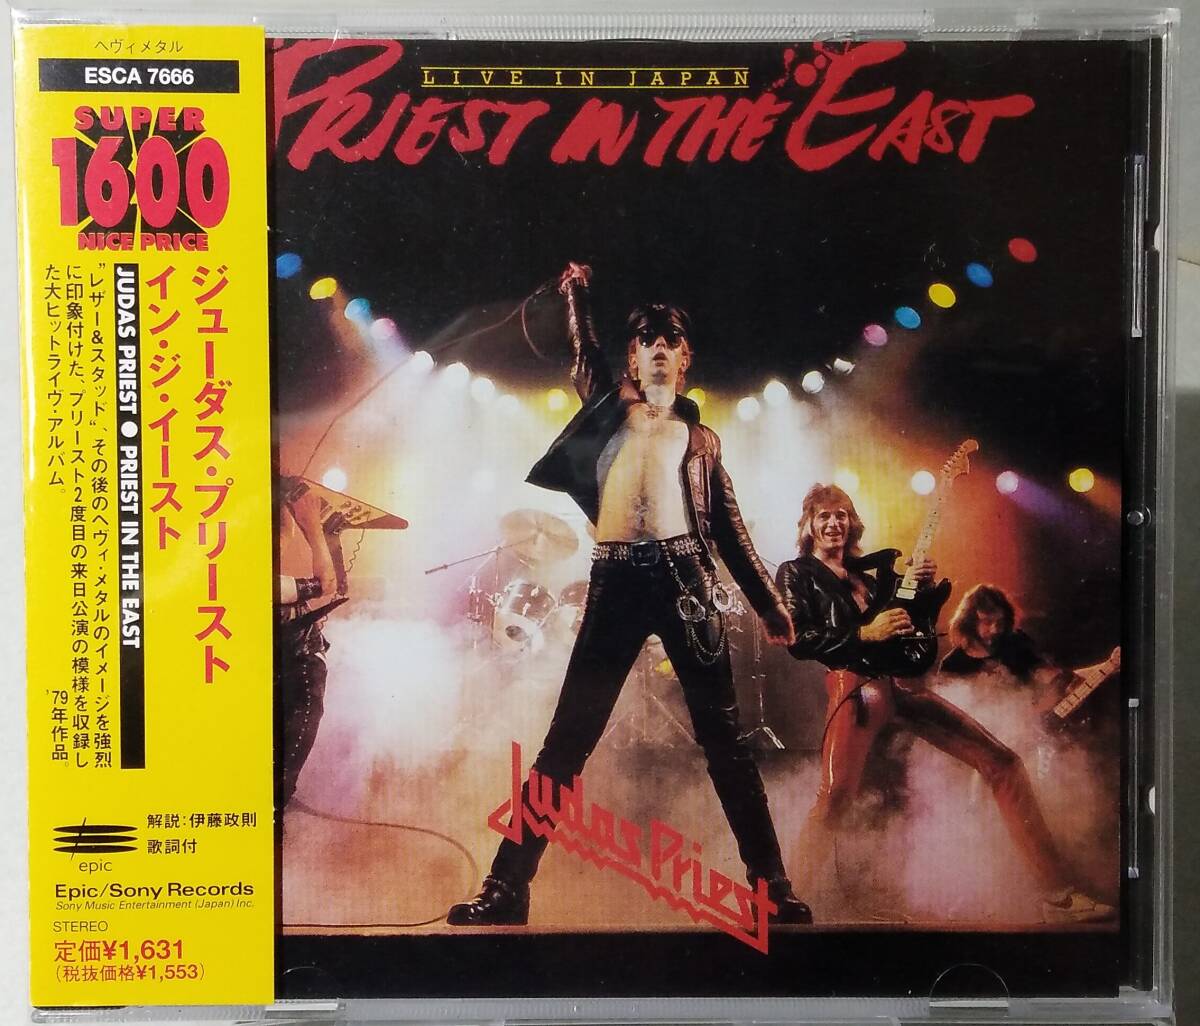 ヘヴィメタル
ESCA 7666
SUPER
1600
NICE PRICE
ジューダス・プリースト
イン・ジ・イースト
JUDAS PRIEST ● PRIEST IN THE EAST
"レザー&スタッド"、その後のヘヴィ・メタルのイメージを強烈
に印象付けた、プリースト2度目の来日公演の模様を収録し
た大ヒットライヴ・アルバム。
'79年作品。
epic
解説:伊藤政則
歌詞付
Epic/Sony Records
Sony Music Entertainment (Japan) Inc.
STEREO
定価¥1,631
(税抜価格¥1,553)
LIVE IN JAPAN
PRIEST IN THE EAST
Judas Priest